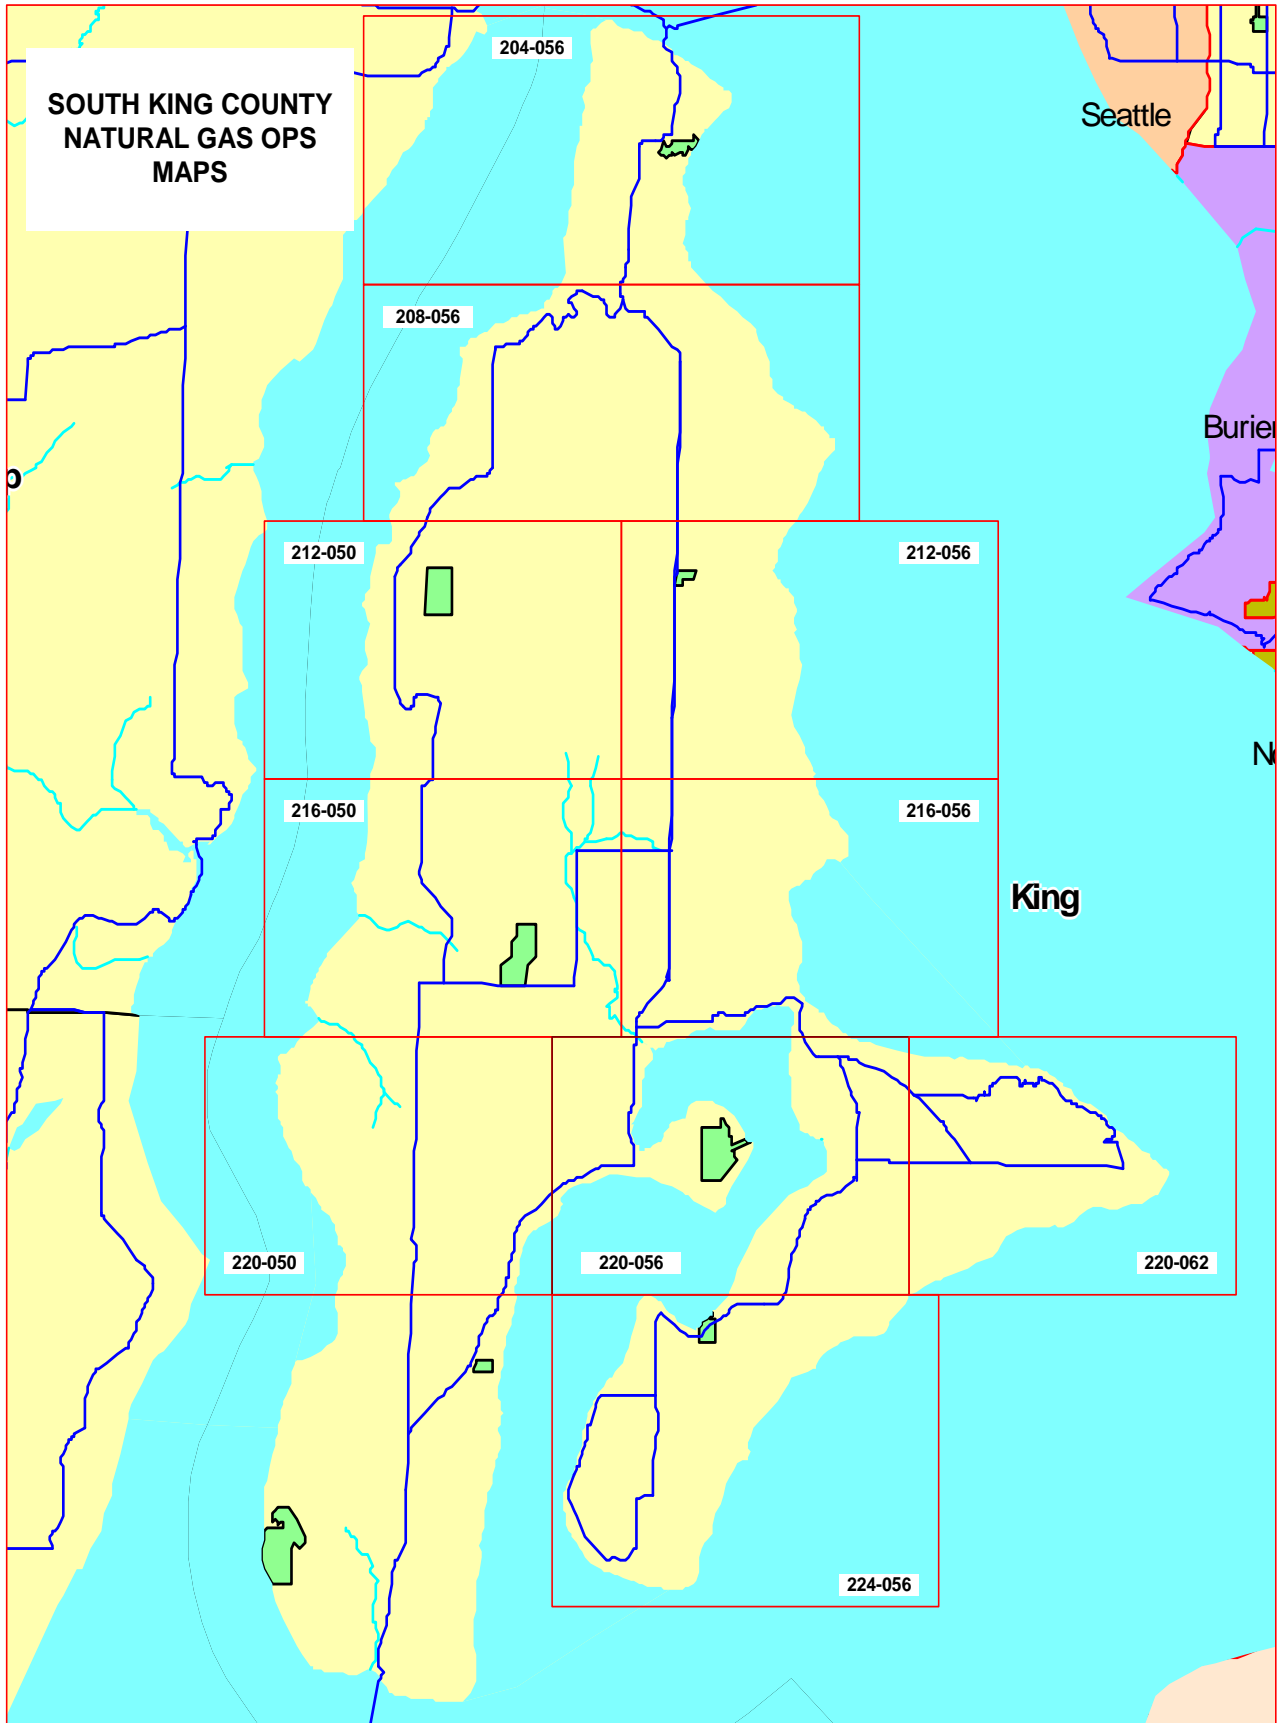 SOUTH KING COUNTY
NATURAL GAS OPS
MAPS
204-056
Seattle
208-056
Burien
p
212-050
212-056
216-050
216-056
King
220-050
220-056
220-062
224-056